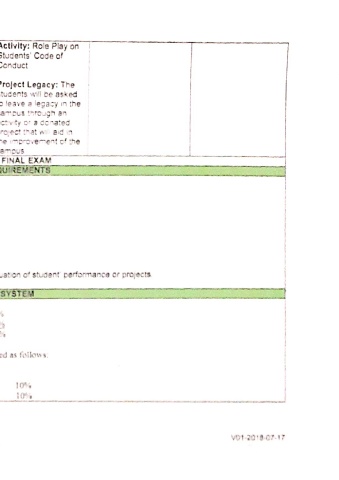 Activity: Role Play on
Students' Code of
Conduct
Project Legacy: The
students will be asked
to leave a legacy in the
campus through an
activity or a donated
project that will aid in
the improvement of the
campus
FINAL EXAM
QUIREMENTS
uation of student' performance or projects
SYSTEM
%
%
ed as follows:
10%
10%
V01-2018-07-17